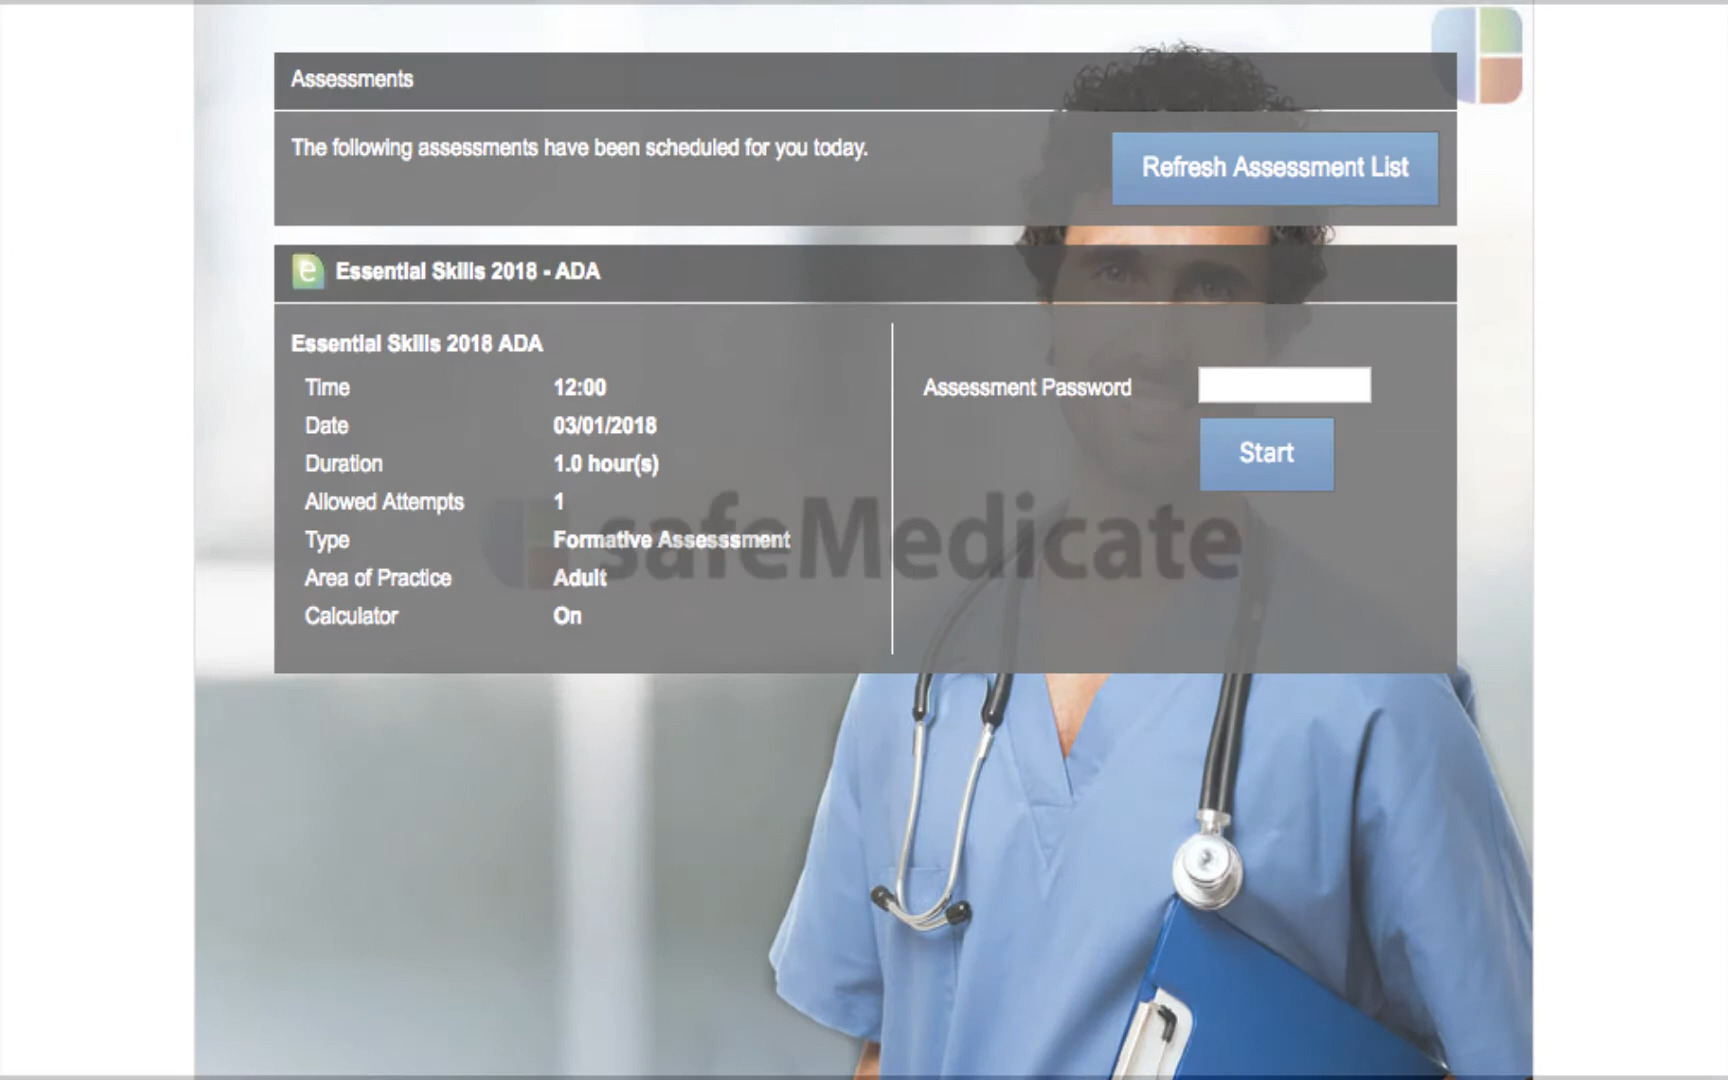 Assessments
The following assessments have been scheduled for you today.
Refresh Assessment List
e Essential Skills 2018 - ADA
Essential Skills 2018 ADA
Time 12:00
Date 03/01/2018
Duration 1.0 hour(s)
Allowed Attempts 1
Type Formative Assesssment
Area of Practice Adult
Calculator On
Assessment Password
Start
safeMedicate